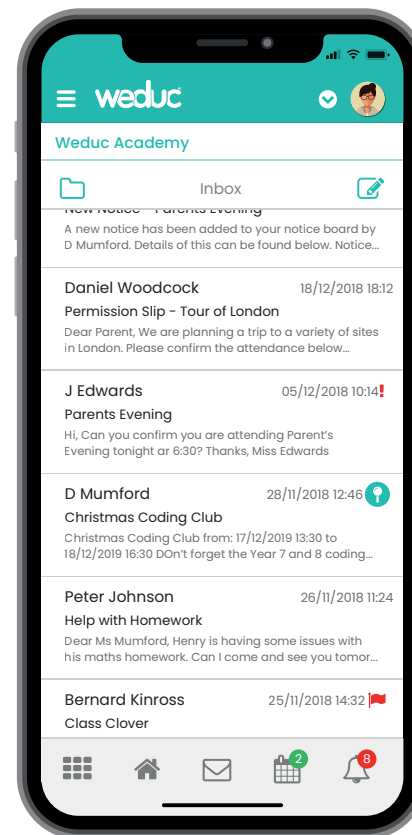 weduc
Weduc Academy
Inbox
New Notice - Parents Evening
A new notice has been added to your notice board by
D Mumford. Details of this can be found below. Notice...
Daniel Woodcock 18/12/2018 18:12
Permission Slip - Tour of London
Dear Parent, We are planning a trip to a variety of sites
in London. Please confirm the attendance below...
J Edwards 05/12/2018 10:14!
Parents Evening
Hi, Can you confirm you are attending Parent's
Evening tonight ar 6:30? Thanks, Miss Edwards
D Mumford 28/11/2018 12:46
Christmas Coding Club
Christmas Coding Club from: 17/12/2019 13:30 to
18/12/2019 16:30 DOn't forget the Year 7 and 8 coding...
Peter Johnson 26/11/2018 11:24
Help with Homework
Dear Ms Mumford, Henry is having some issues with
his maths homework. Can I come and see you tomor...
Bernard Kinross 25/11/2018 14:32
Class Clover
2 8